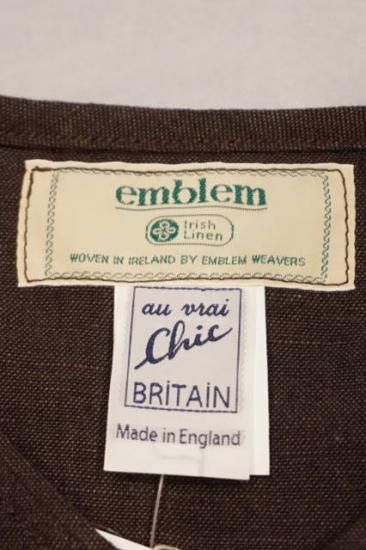 emblem
Irish
Linen
WOVEN IN IRELAND BY EMBLEM WEAVERS
au vrai
Chic
BRITAIN
Made in England